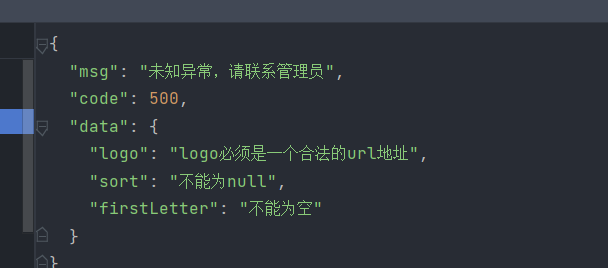 {
"msg": "未知异常，请联系管理员",
"code": 500,
"data": {
"logo": "logo必须是一个合法的url地址",
"sort": "不能为null",
"firstLetter": "不能为空"
}
}